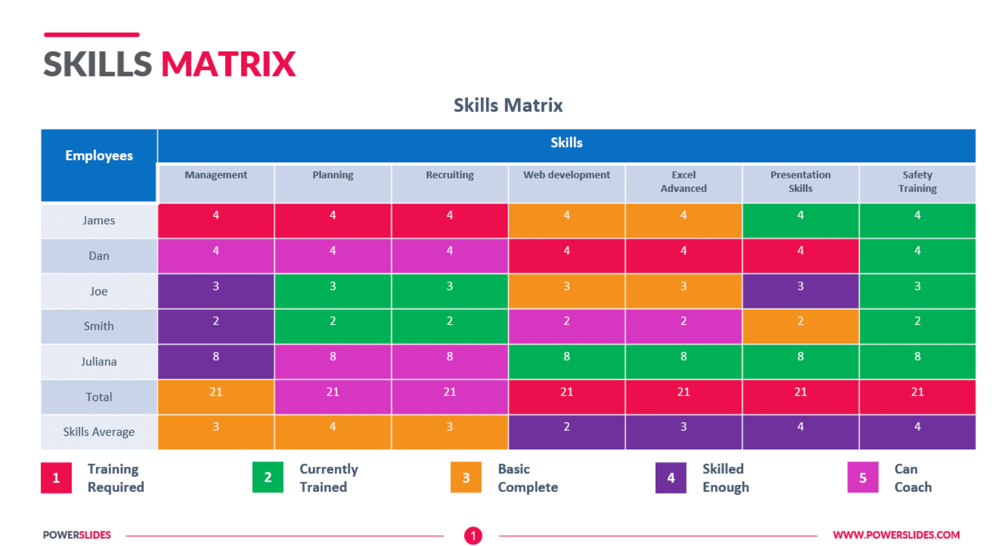 SKILLS MATRIX
Skills Matrix
Employees
Skills
Management Planning Recruiting Web development Excel Advanced Presentation Skills Safety Training
James 4 4 4 4 4 4 4
Dan 4 4 4 4 4 4 4
Joe 3 3 3 3 3 3 3
Smith 2 2 2 2 2 2 2
Juliana 8 8 8 8 8 8 8
Total 21 21 21 21 21 21 21
Skills Average 3 4 3 2 3 4 4
1 Training Required
2 Currently Trained
3 Basic Complete
4 Skilled Enough
5 Can Coach
POWERSLIDES 1 WWW.POWERSLIDES.COM